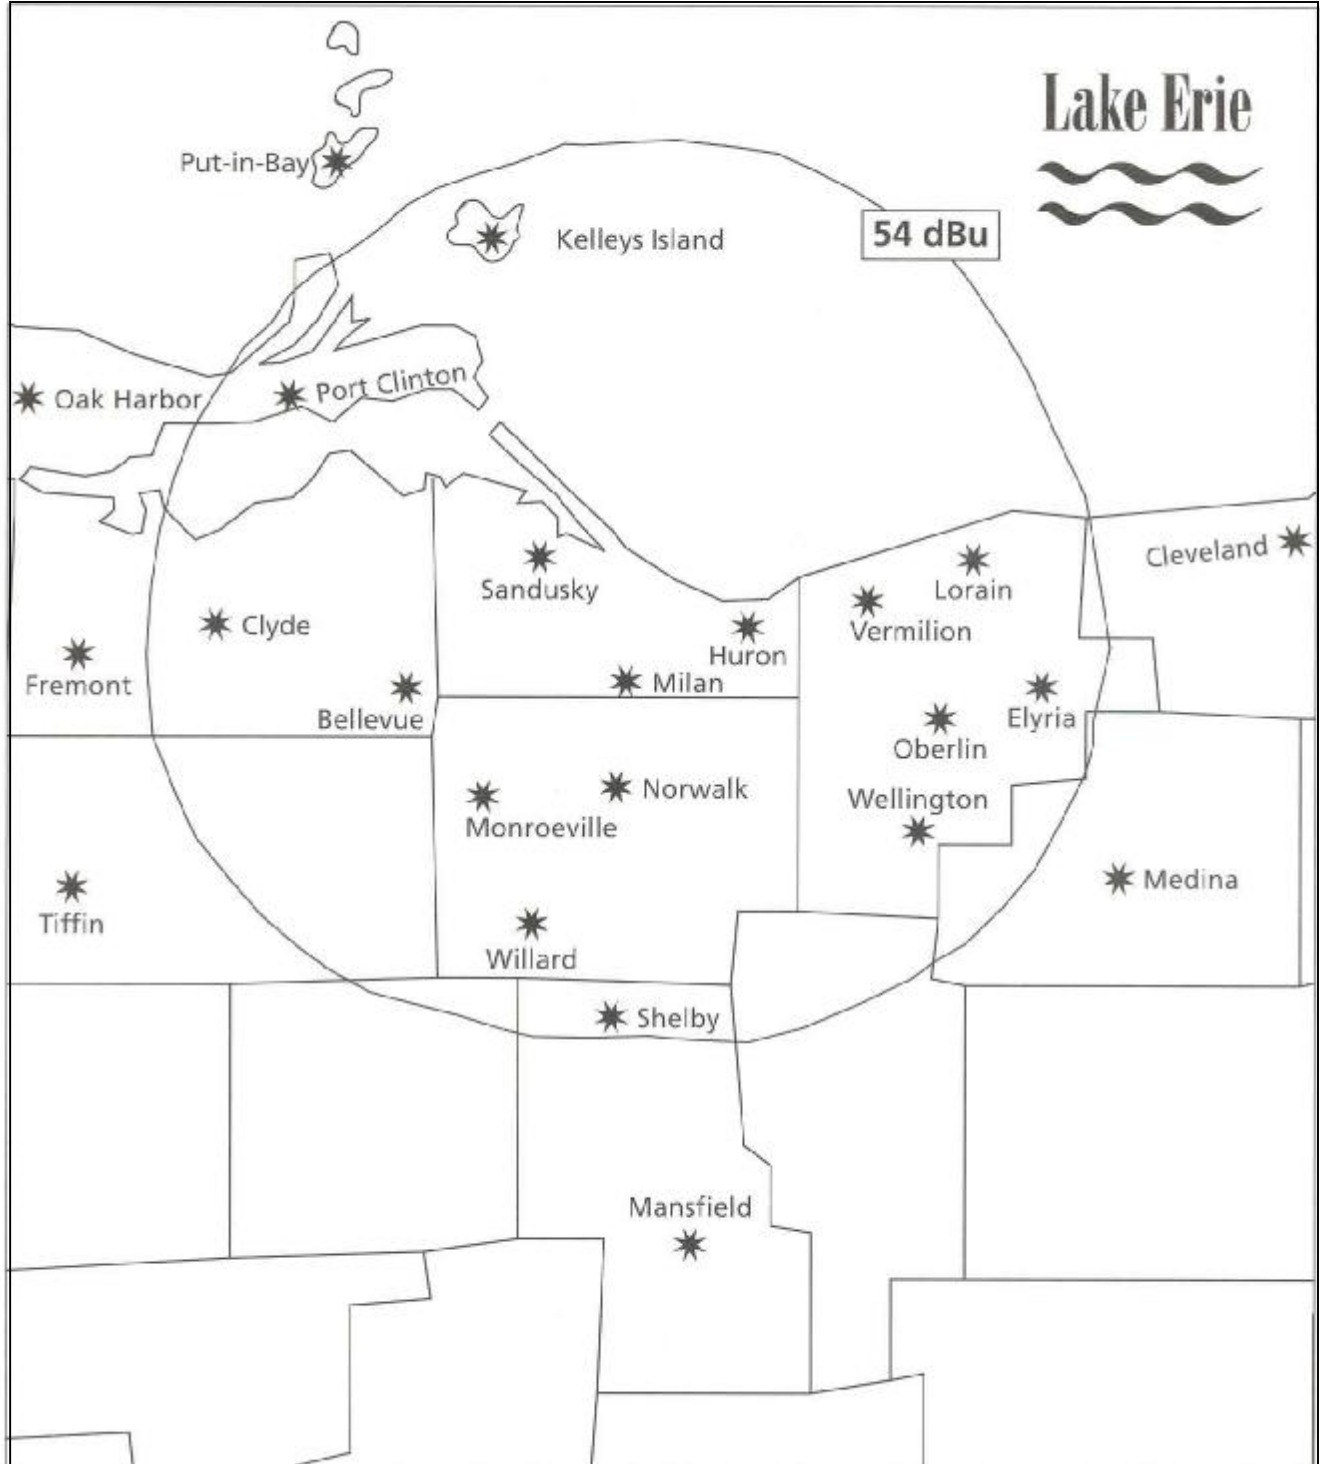 Lake Erie
Put-in-Bay
Kelleys Island
54 dBu
Oak Harbor
Port Clinton
Cleveland
Sandusky
Lorain
Clyde
Vermilion
Huron
Fremont
Milan
Bellevue
Elyria
Oberlin
Norwalk
Wellington
Monroeville
Medina
Tiffin
Willard
Shelby
Mansfield